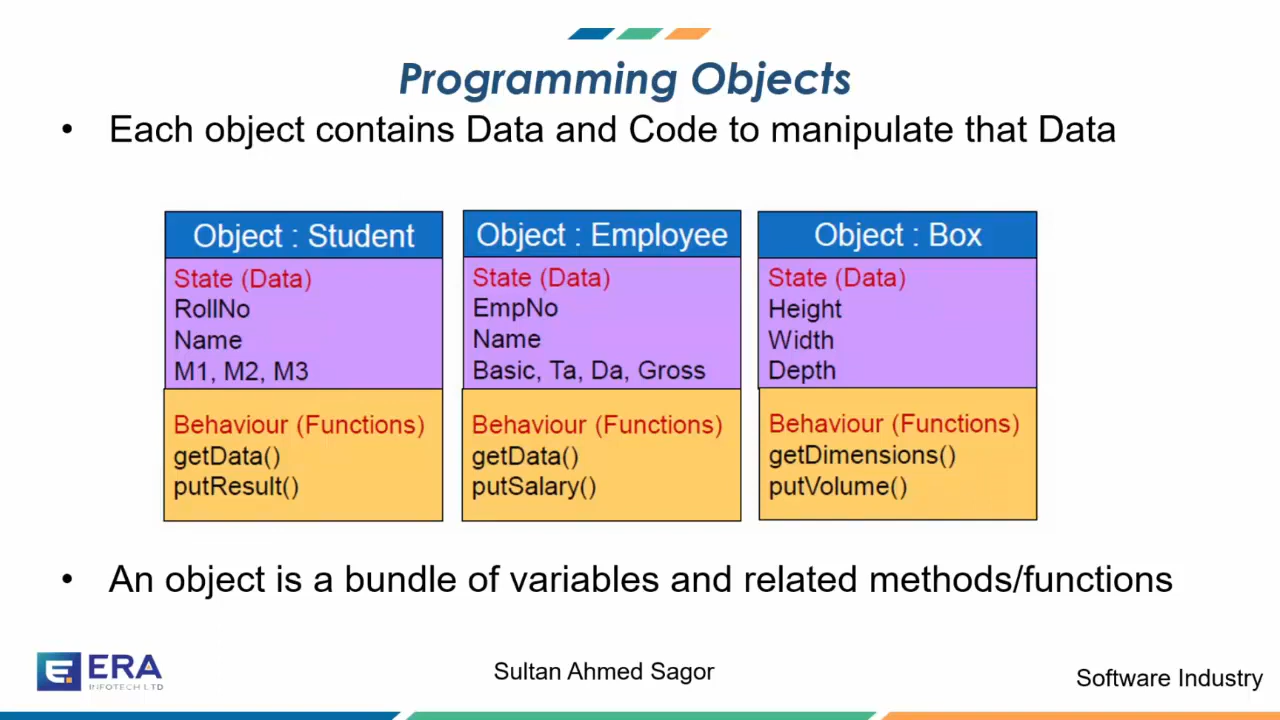 Programming Objects
• Each object contains Data and Code to manipulate that Data
Object : Student
State (Data)
RollNo
Name
M1, M2, M3
Behaviour (Functions)
getData()
putResult()
Object : Employee
State (Data)
EmpNo
Name
Basic, Ta, Da, Gross
Behaviour (Functions)
getData()
putSalary()
Object : Box
State (Data)
Height
Width
Depth
Behaviour (Functions)
getDimensions()
putVolume()
• An object is a bundle of variables and related methods/functions
ERA
INFOTECH LTD
Sultan Ahmed Sagor
Software Industry